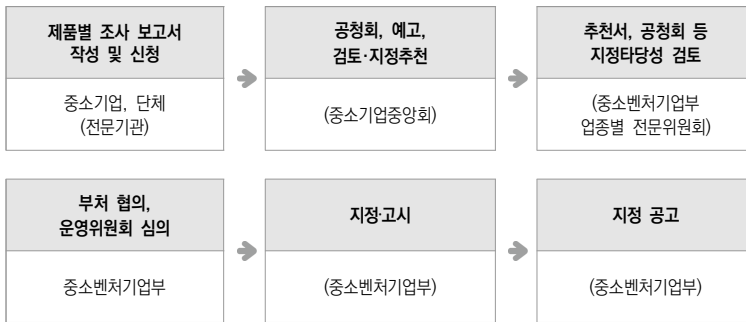 제품별 조사 보고서
작성 및 신청
중소기업, 단체
(전문기관)
공청회, 예고,
검토·지정추천
(중소기업중앙회)
추천서, 공청회 등
지정타당성 검토
(중소벤처기업부
업종별 전문위원회)
부처 협의,
운영위원회 심의
중소벤처기업부
지정·고시
(중소벤처기업부)
지정 공고
(중소벤처기업부)